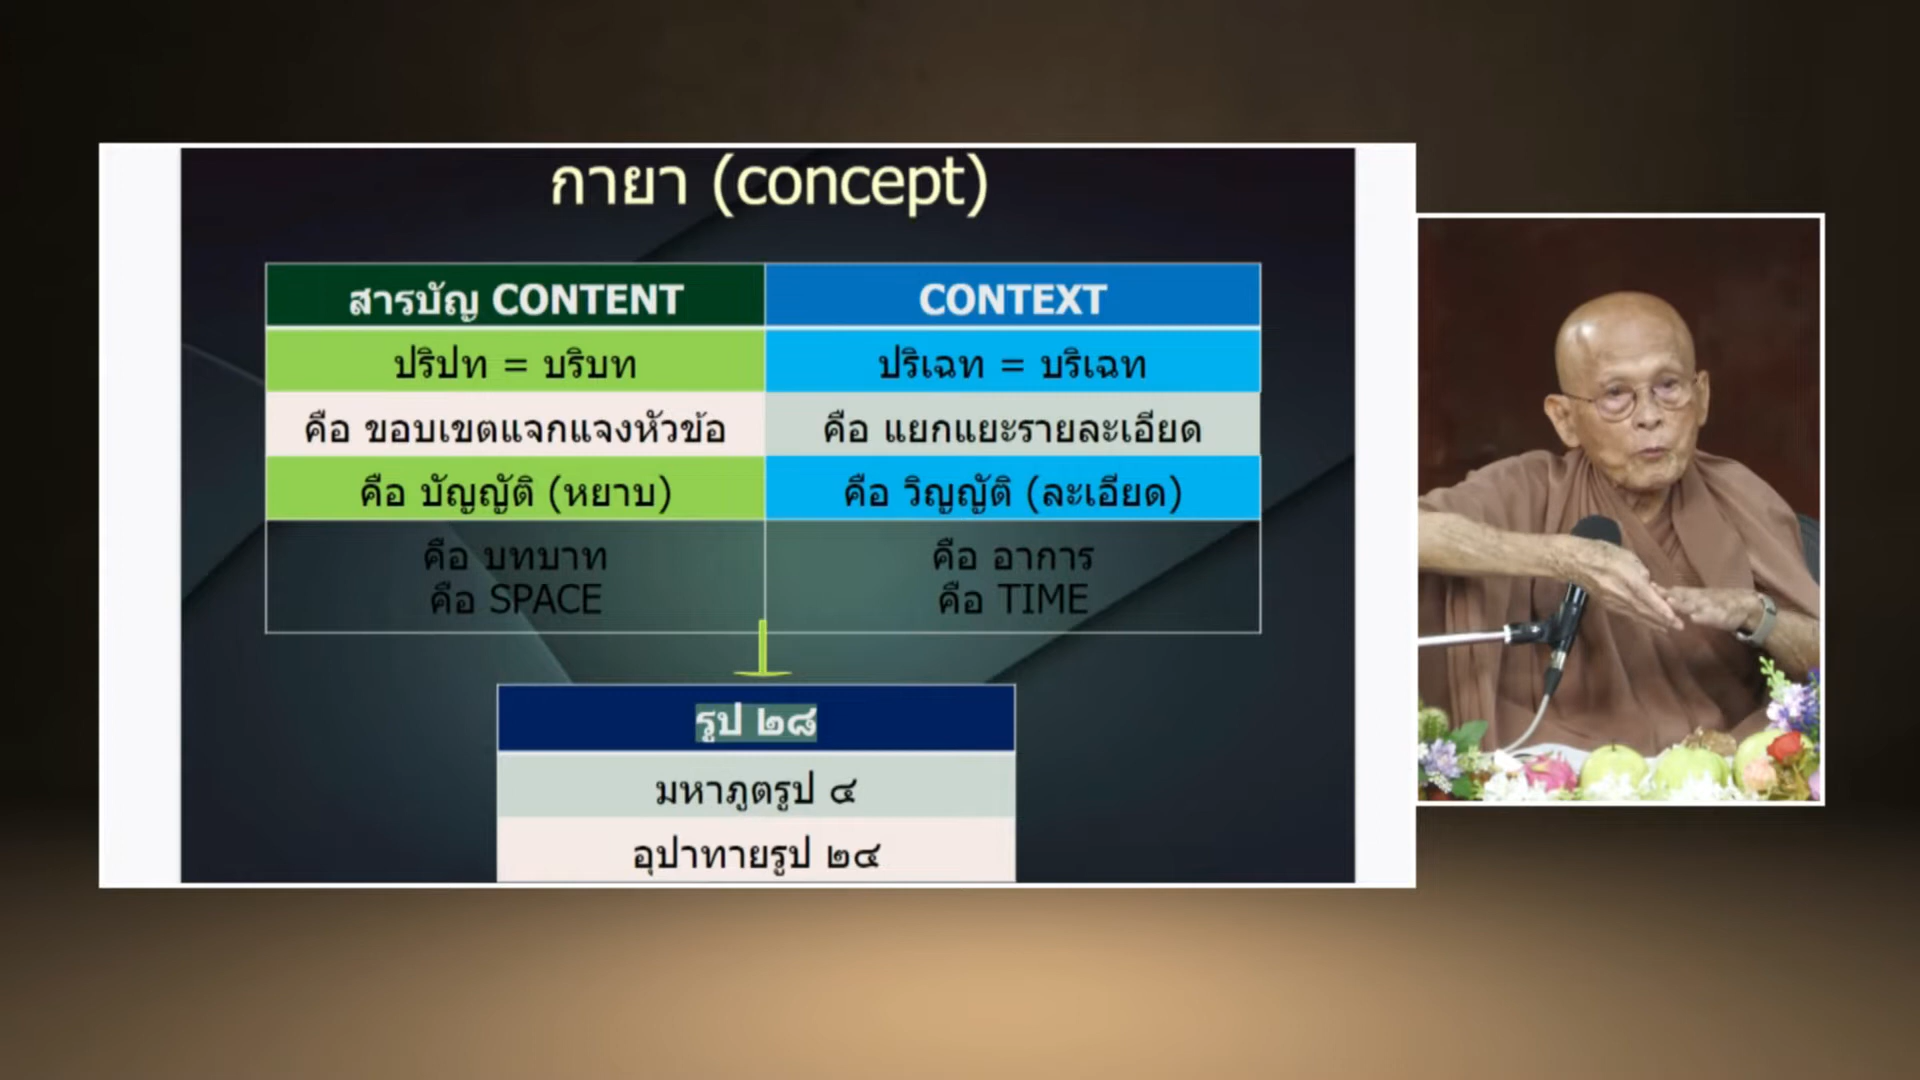 กายา (concept)
สารบัญ CONTENT
CONTEXT
ปริปท = บริบท
ปริเฉท = บริเฉท
คือ ขอบเขตแจกแจงหัวข้อ
คือ แยกแยะรายละเอียด
คือ บัญญัติ (หยาบ)
คือ วิญญัติ (ละเอียด)
คือ บทบาท
คือ SPACE
คือ อาการ
คือ TIME
รูป ๒๘
มหาภูตรูป ๔
อุปาทายรูป ๒๔